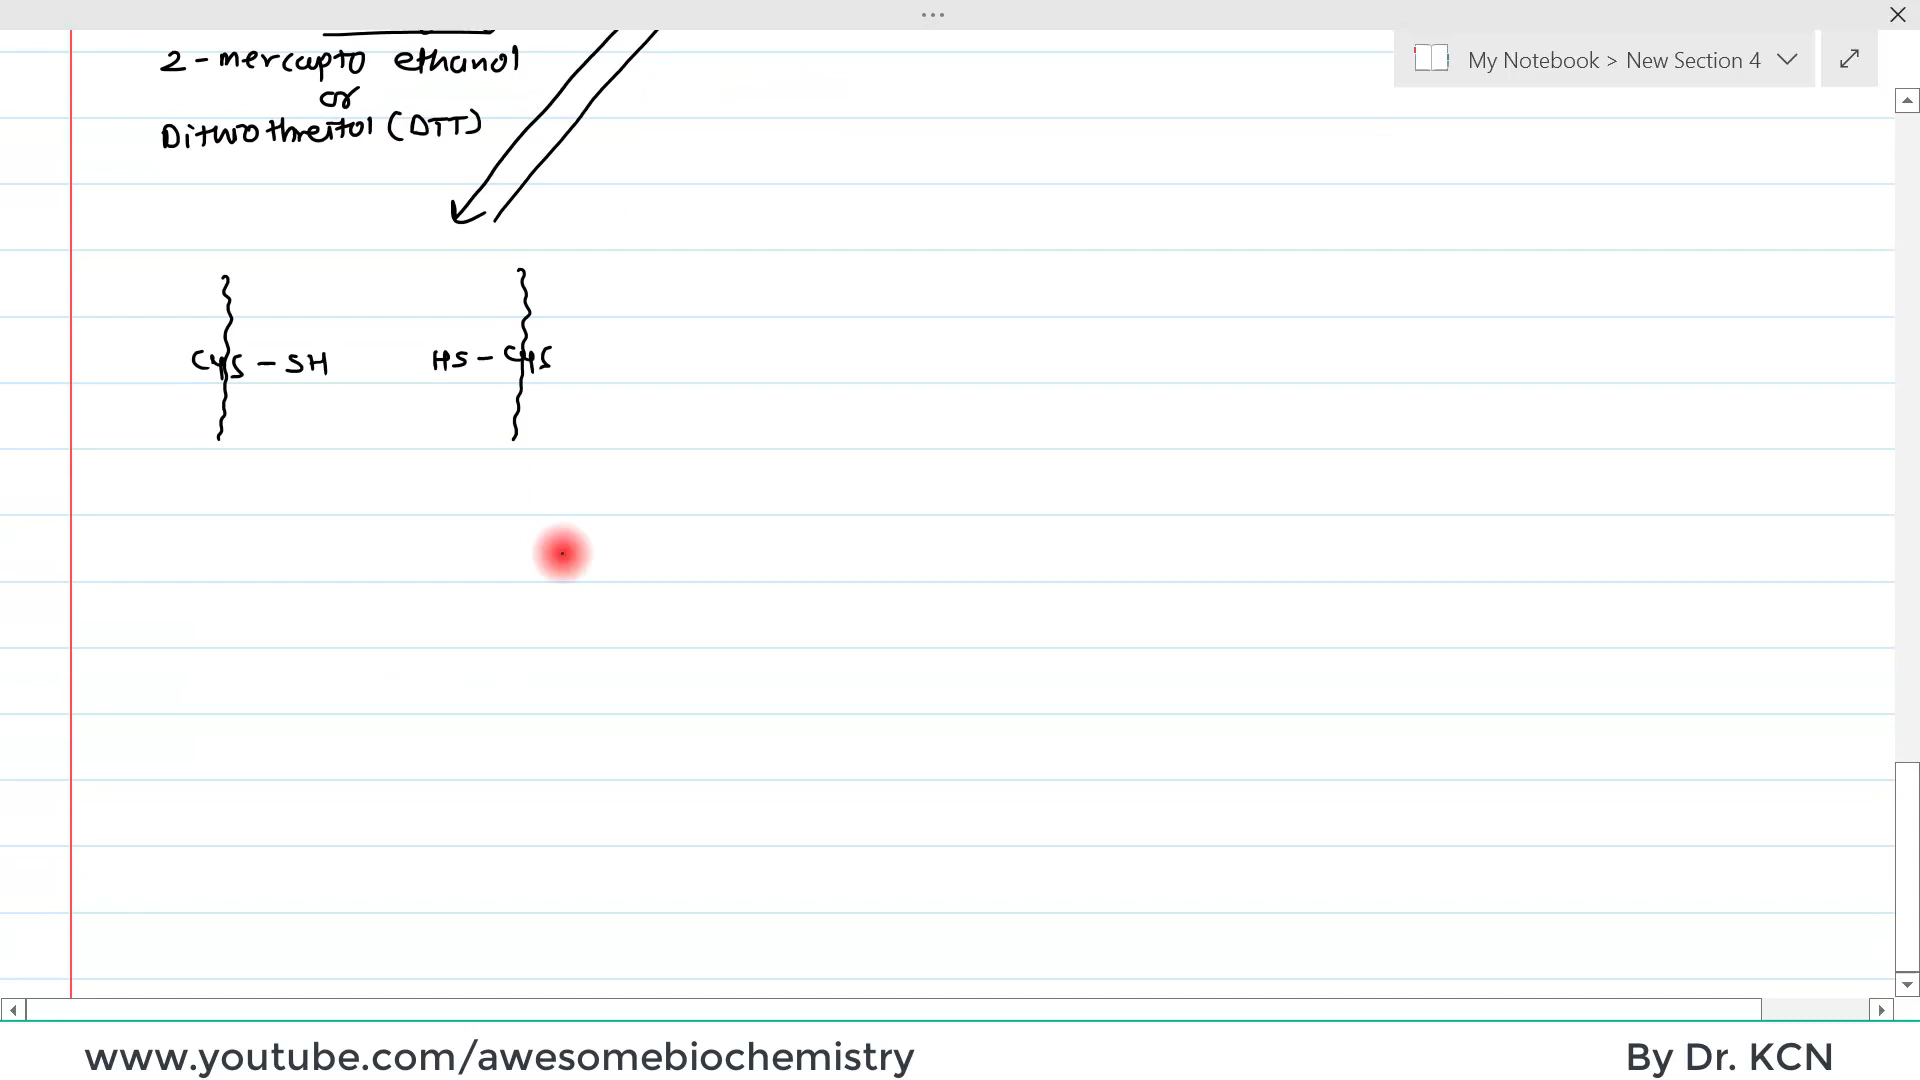 My Notebook > New Section 4
2-mercapto ethanol
or
Dithiothreitol (DTT)
Cys - SH HS - Cys
www.youtube.com/awesomebiochemistry
By Dr. KCN